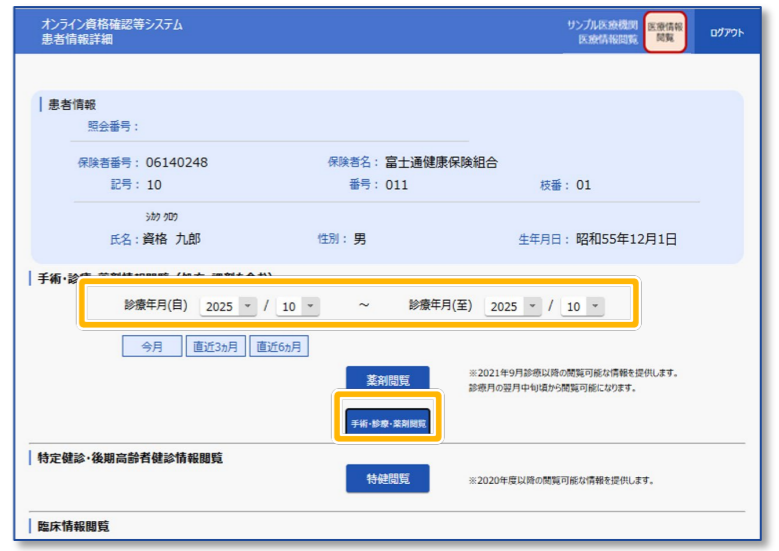 オンライン資格確認等システム
患者情報詳細
サンプル医療機関
医療情報閲覧
医療情報
閲覧
ログアウト
患者情報
照会番号：
保険者番号： 06140248
保険者名： 富士通健康保険組合
記号： 10
番号： 011
枝番： 01
ｼｶｸ ｸﾛｳ
氏名： 資格 九郎
性別： 男
生年月日： 昭和55年12月1日
手術･診療･薬剤情報閲覧
診療年月(自) 2025 / 10 ～ 診療年月(至) 2025 / 10
今月 直近3ヵ月 直近6ヵ月
薬剤閲覧
※2021年9月診療以降の閲覧可能な情報を提供します。
診療月の翌月中旬頃から閲覧可能になります。
手術･診療･薬剤閲覧
特定健診･後期高齢者健診情報閲覧
特健閲覧
※2020年度以降の閲覧可能な情報を提供します。
臨床情報閲覧